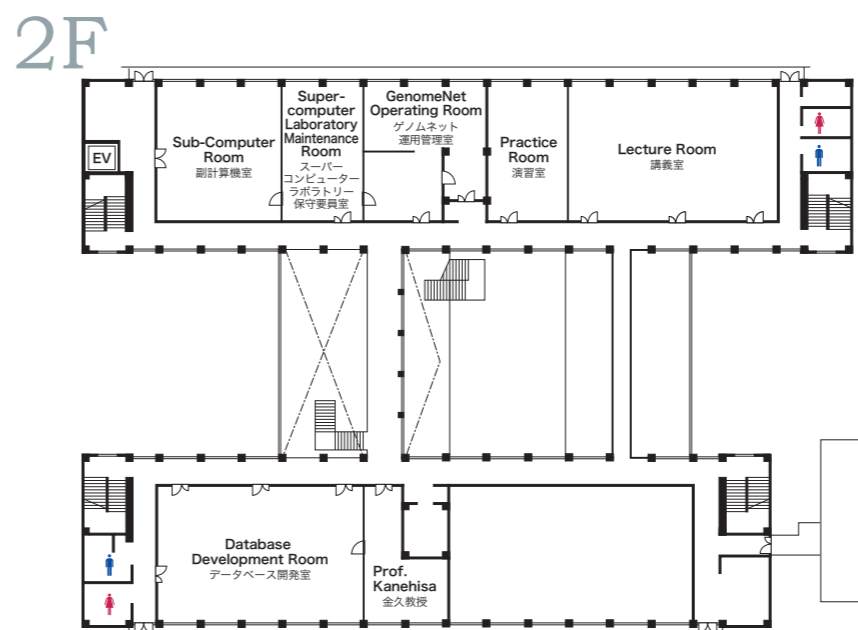 2F
EV
Sub-Computer
Room
副計算機室
Super-
computer
Laboratory
Maintenance
Room
スーパー
コンピューター
ラボラトリー
保守要員室
GenomeNet
Operating Room
ゲノムネット
運用管理室
Practice
Room
演習室
Lecture Room
講義室
Database
Development Room
データベース開発室
Prof.
Kanehisa
金久教授